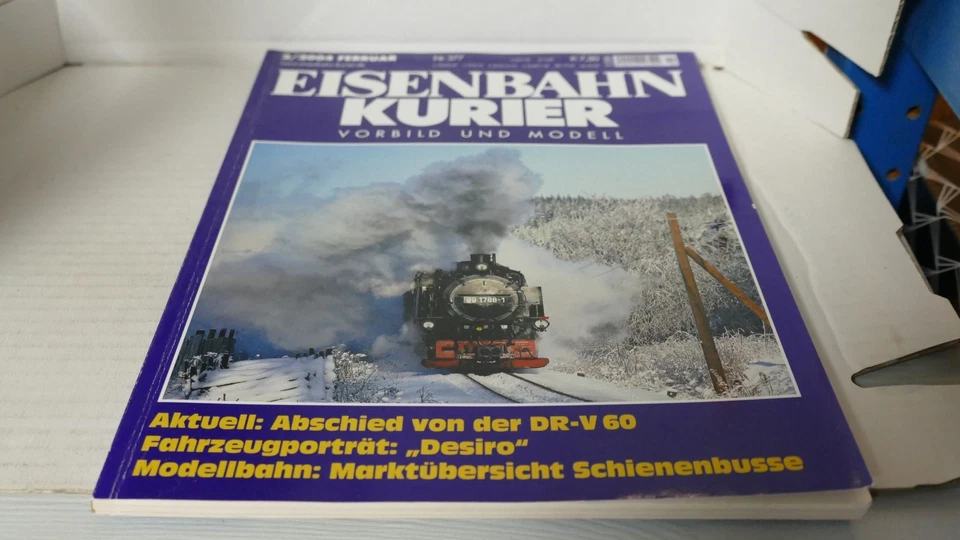 2/2004 FEBRUAR
EISENBAHN
KURIER
VORBILD UND MODELL
Aktuell: Abschied von der DR-V 60
Fahrzeugporträt: „Desiro“
Modellbahn: Marktübersicht Schienenbusse